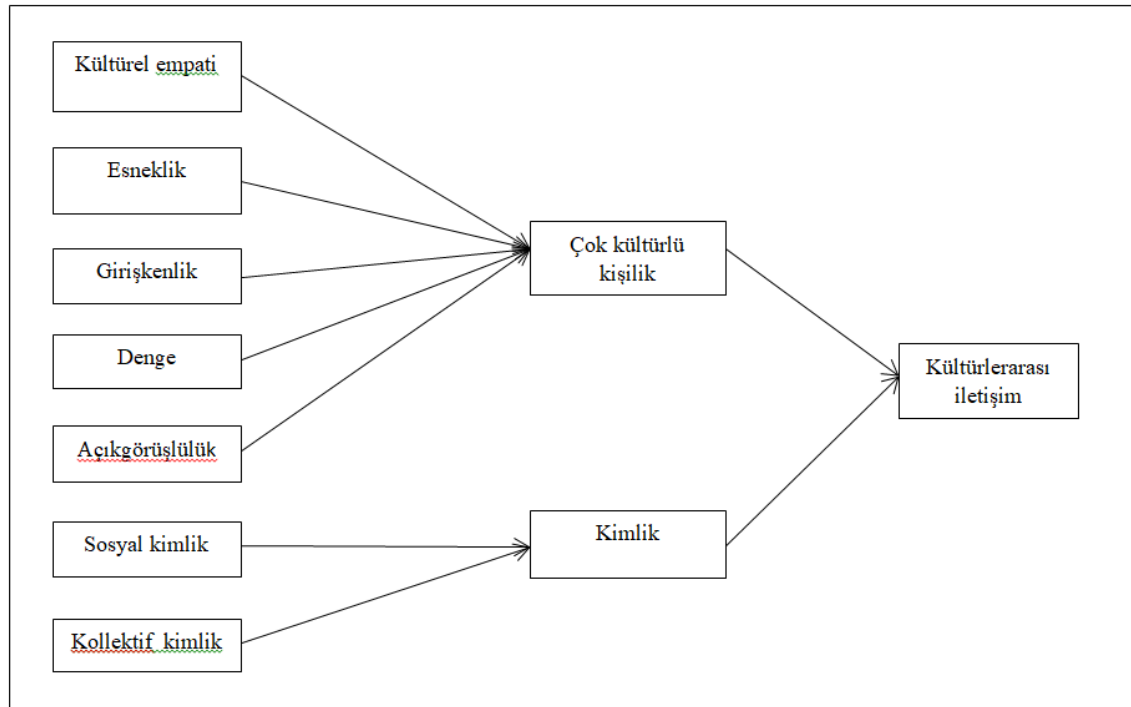 Kültürel empati
Esneklik
Girişkenlik
Denge
Açıkgörüşlülük
Sosyal kimlik
Kollektif kimlik
Çok kültürlü
kişilik
Kimlik
Kültürlerarası
iletişim